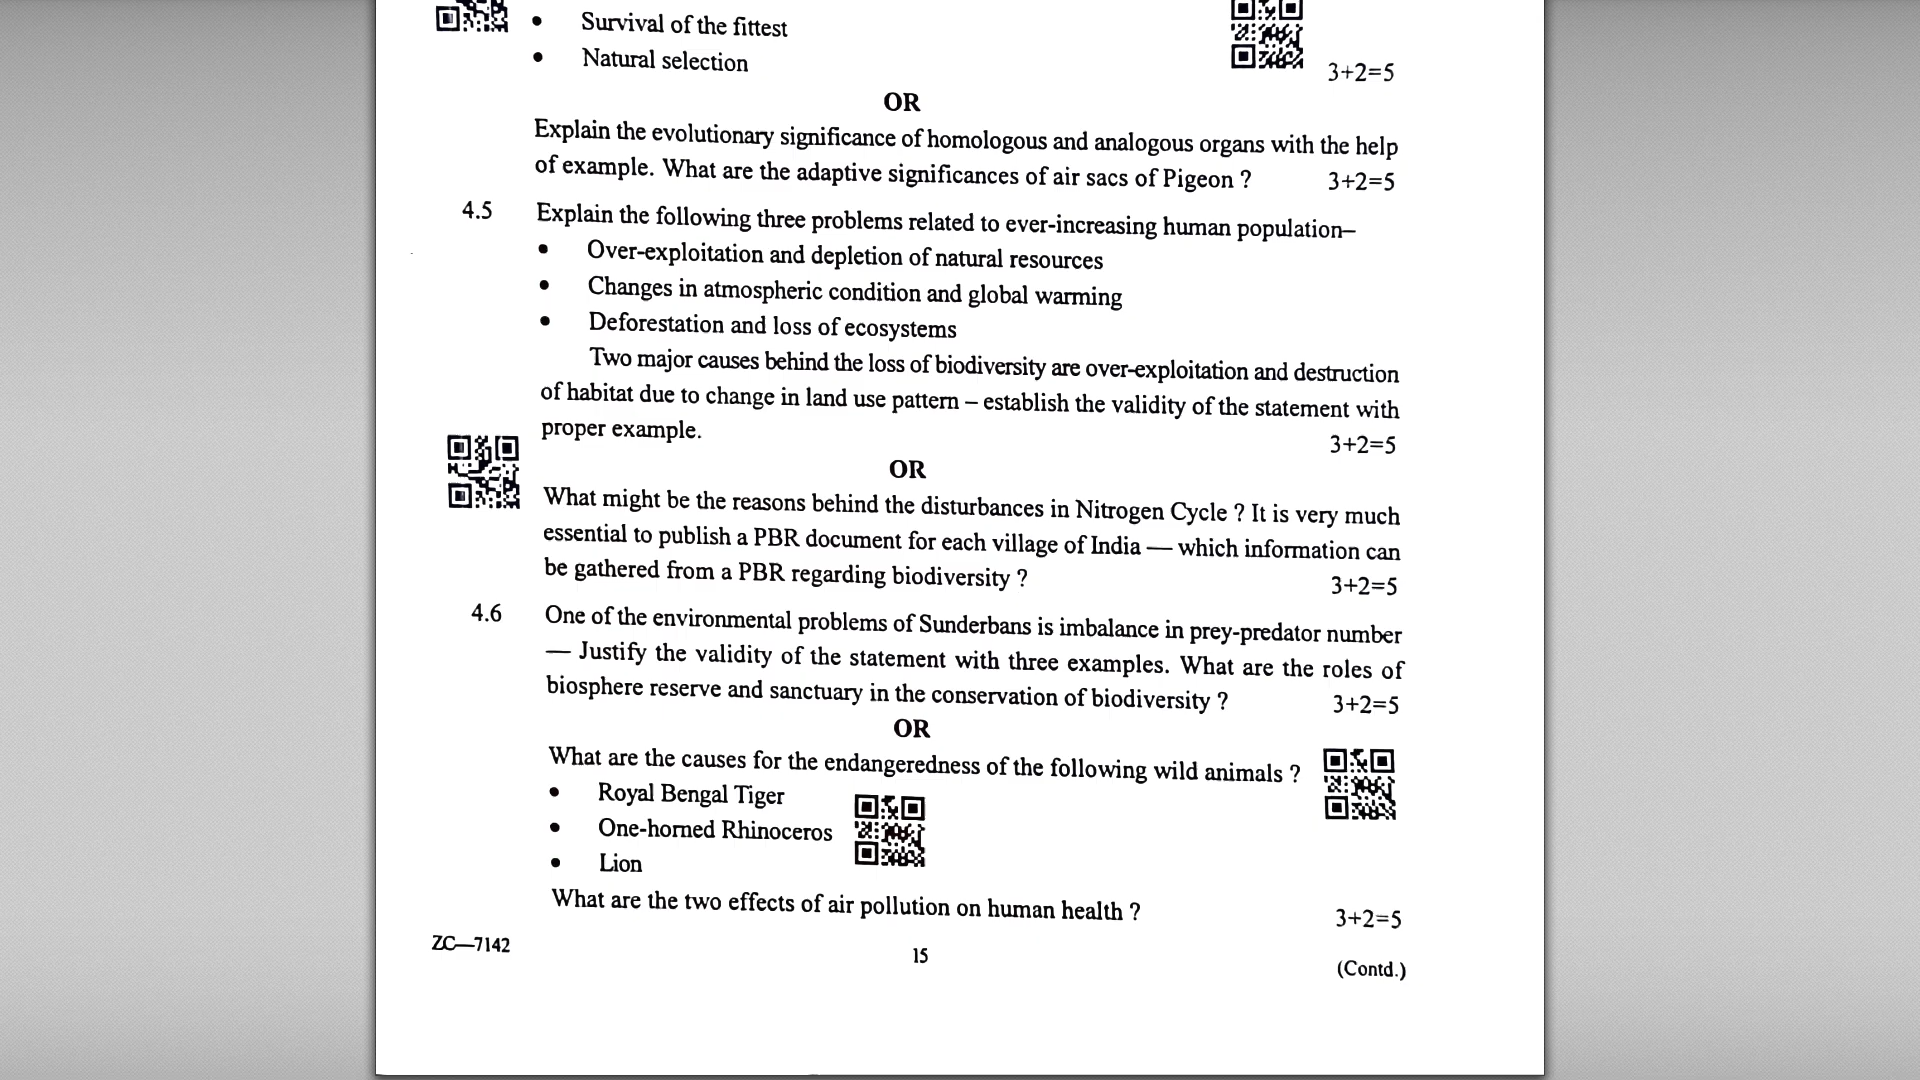 • Survival of the fittest
• Natural selection
3+2=5
OR
Explain the evolutionary significance of homologous and analogous organs with the help
of example. What are the adaptive significances of air sacs of Pigeon ? 3+2=5
4.5 Explain the following three problems related to ever-increasing human population–
• Over-exploitation and depletion of natural resources
• Changes in atmospheric condition and global warming
• Deforestation and loss of ecosystems
Two major causes behind the loss of biodiversity are over-exploitation and destruction
of habitat due to change in land use pattern – establish the validity of the statement with
proper example. 3+2=5
OR
What might be the reasons behind the disturbances in Nitrogen Cycle ? It is very much
essential to publish a PBR document for each village of India — which information can
be gathered from a PBR regarding biodiversity ? 3+2=5
4.6 One of the environmental problems of Sunderbans is imbalance in prey-predator number
— Justify the validity of the statement with three examples. What are the roles of
biosphere reserve and sanctuary in the conservation of biodiversity ? 3+2=5
OR
What are the causes for the endangeredness of the following wild animals ?
• Royal Bengal Tiger
• One-horned Rhinoceros
• Lion
What are the two effects of air pollution on human health ? 3+2=5
ZC—7142
15
(Contd.)